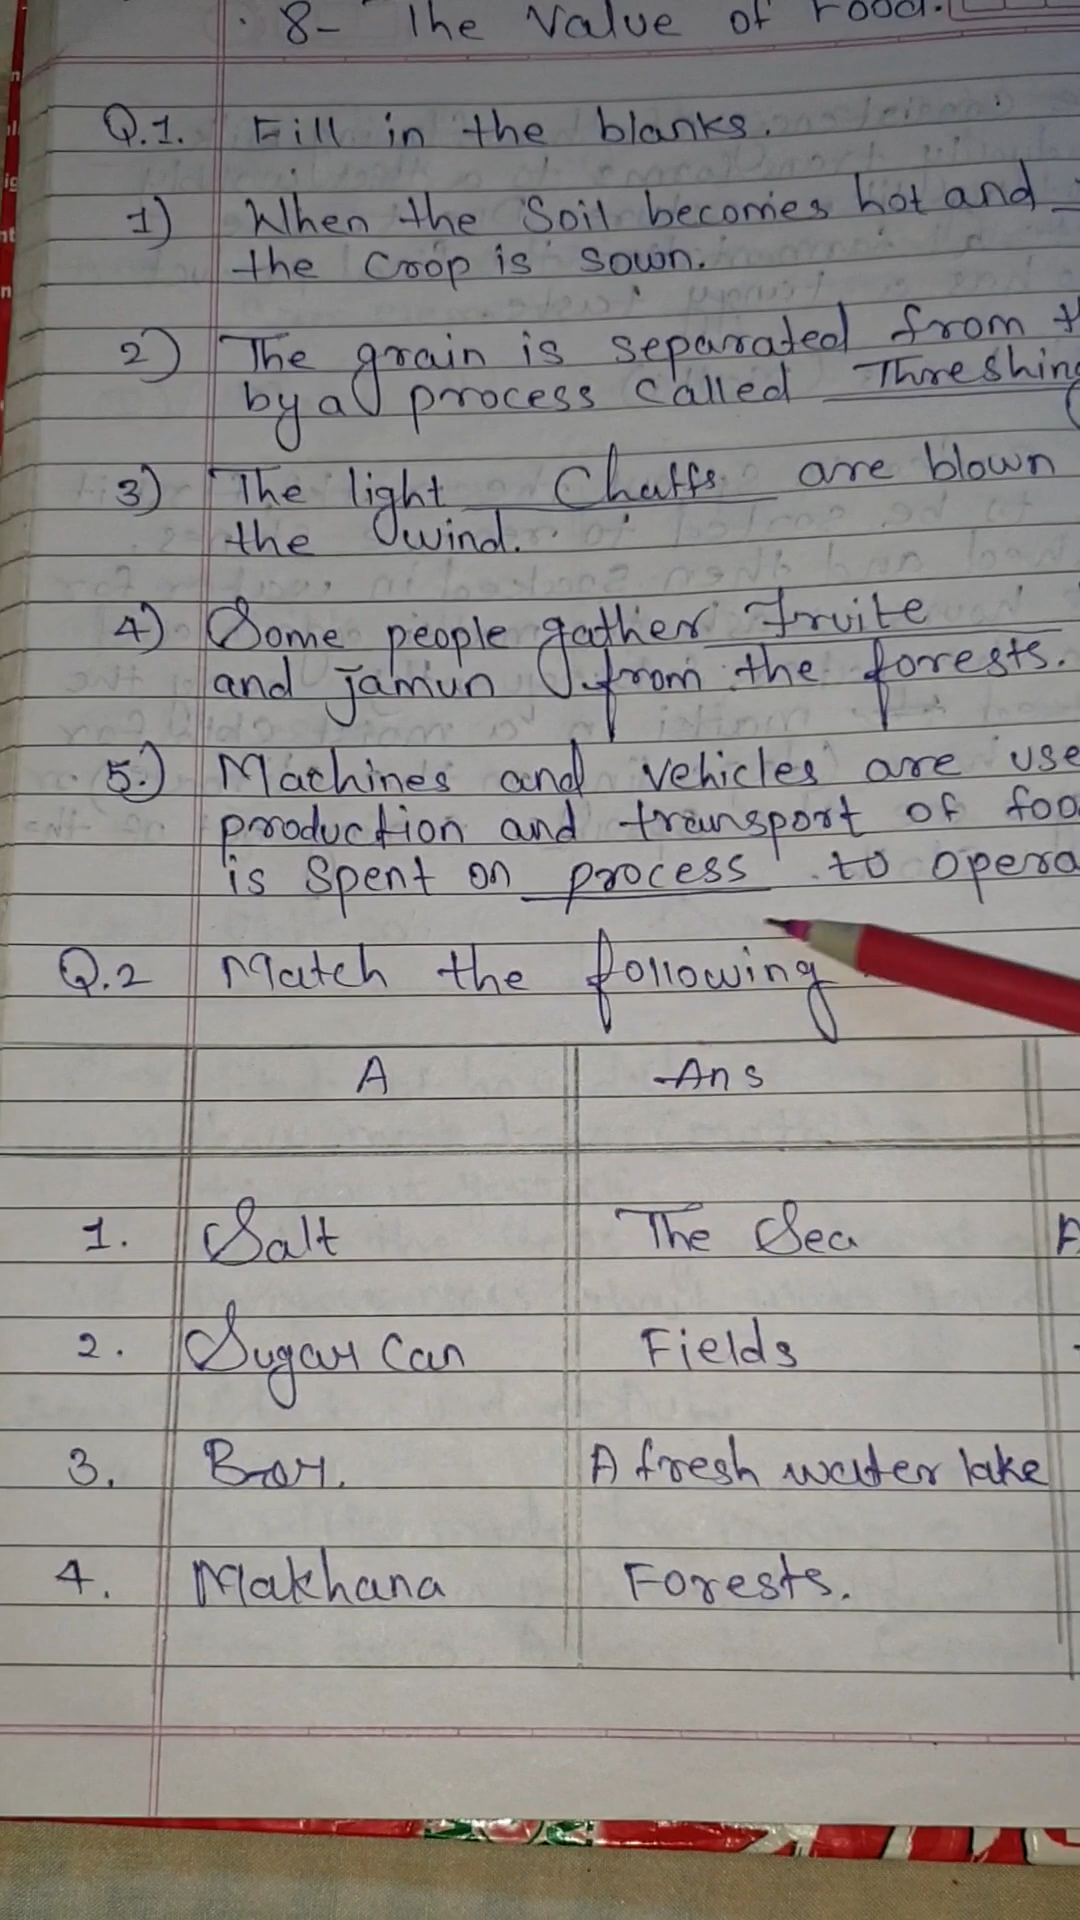 8- The Value of Food.
Q.1. Fill in the blanks.
1) When the Soil becomes hot and
the Crop is sown.
2) The grain is separated from
by a process called Threshing
3) The light Chaffs are blown
the wind.
4) Some people gather fruite
and jamun from the forests.
5.) Machines and vehicles are use
production and transport of foo
is spent on process to opera
Q.2 Match the following
A Ans
1. Salt The Sea
2. Sugar Can Fields
3. Bor. A fresh water lake
4. Makhana Forests.